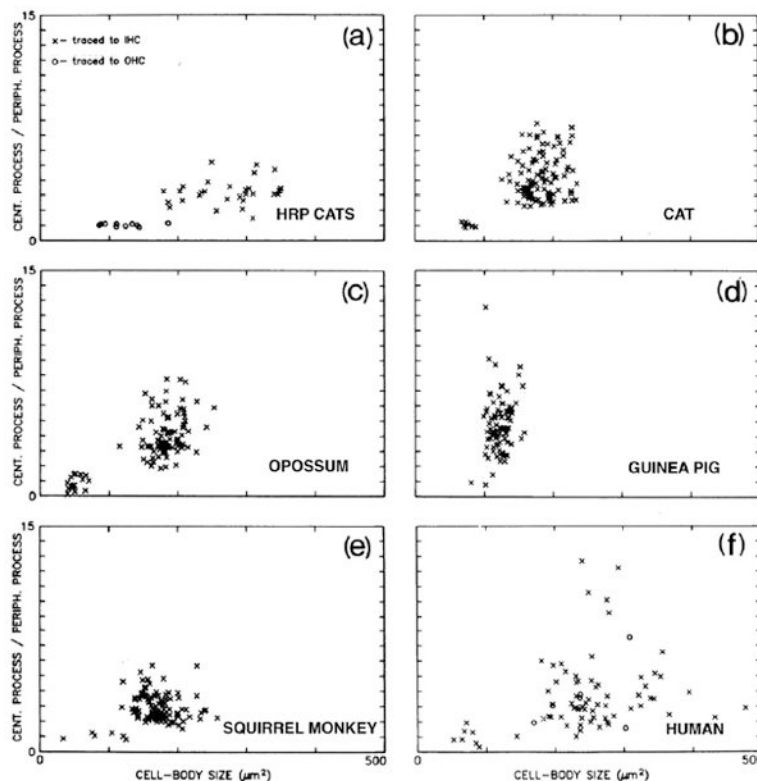 (a)
x – traced to IHC
o – traced to OHC
HRP CATS
CENT. PROCESS / PERIPH. PROCESS
15
0
(b)
CAT
(c)
OPOSSUM
CENT. PROCESS / PERIPH. PROCESS
15
0
(d)
GUINEA PIG
(e)
SQUIRREL MONKEY
CENT. PROCESS / PERIPH. PROCESS
15
0
0
CELL-BODY SIZE (μm²)
500
(f)
HUMAN
0
CELL-BODY SIZE (μm²)
50